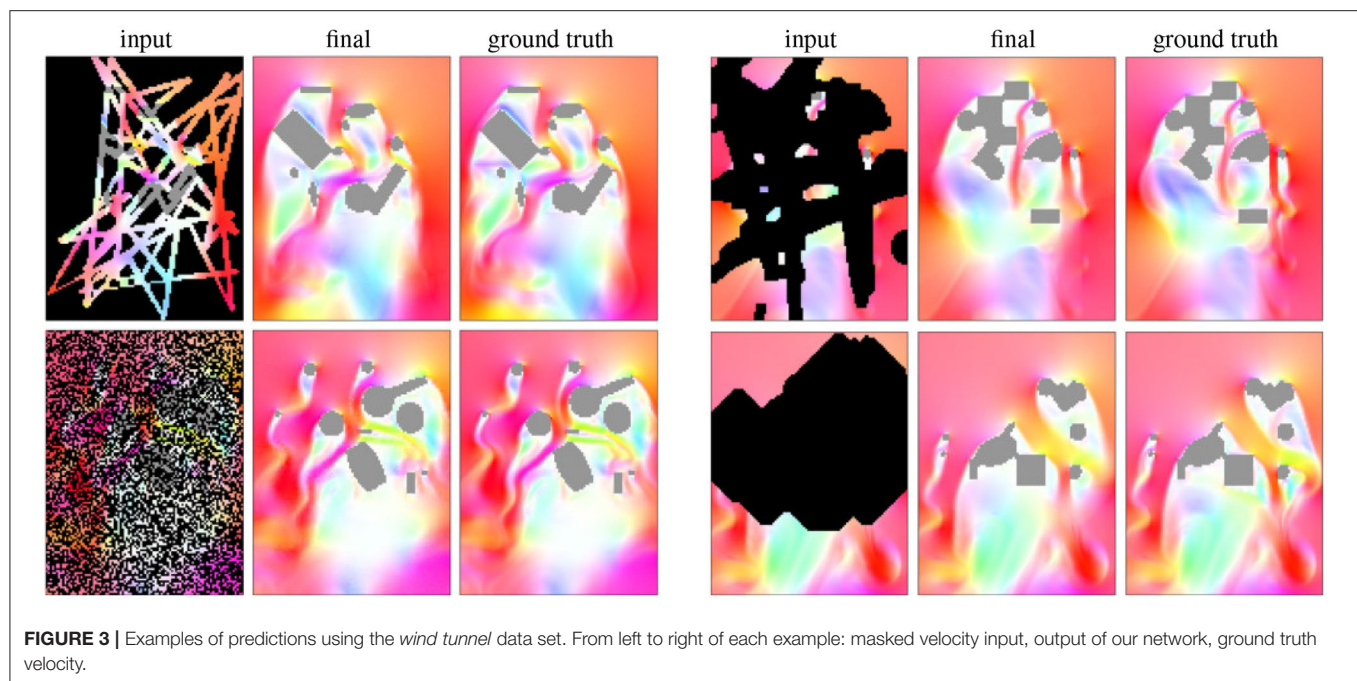 input final ground truth input final ground truth
FIGURE 3 | Examples of predictions using the wind tunnel data set. From left to right of each example: masked velocity input, output of our network, ground truth
velocity.